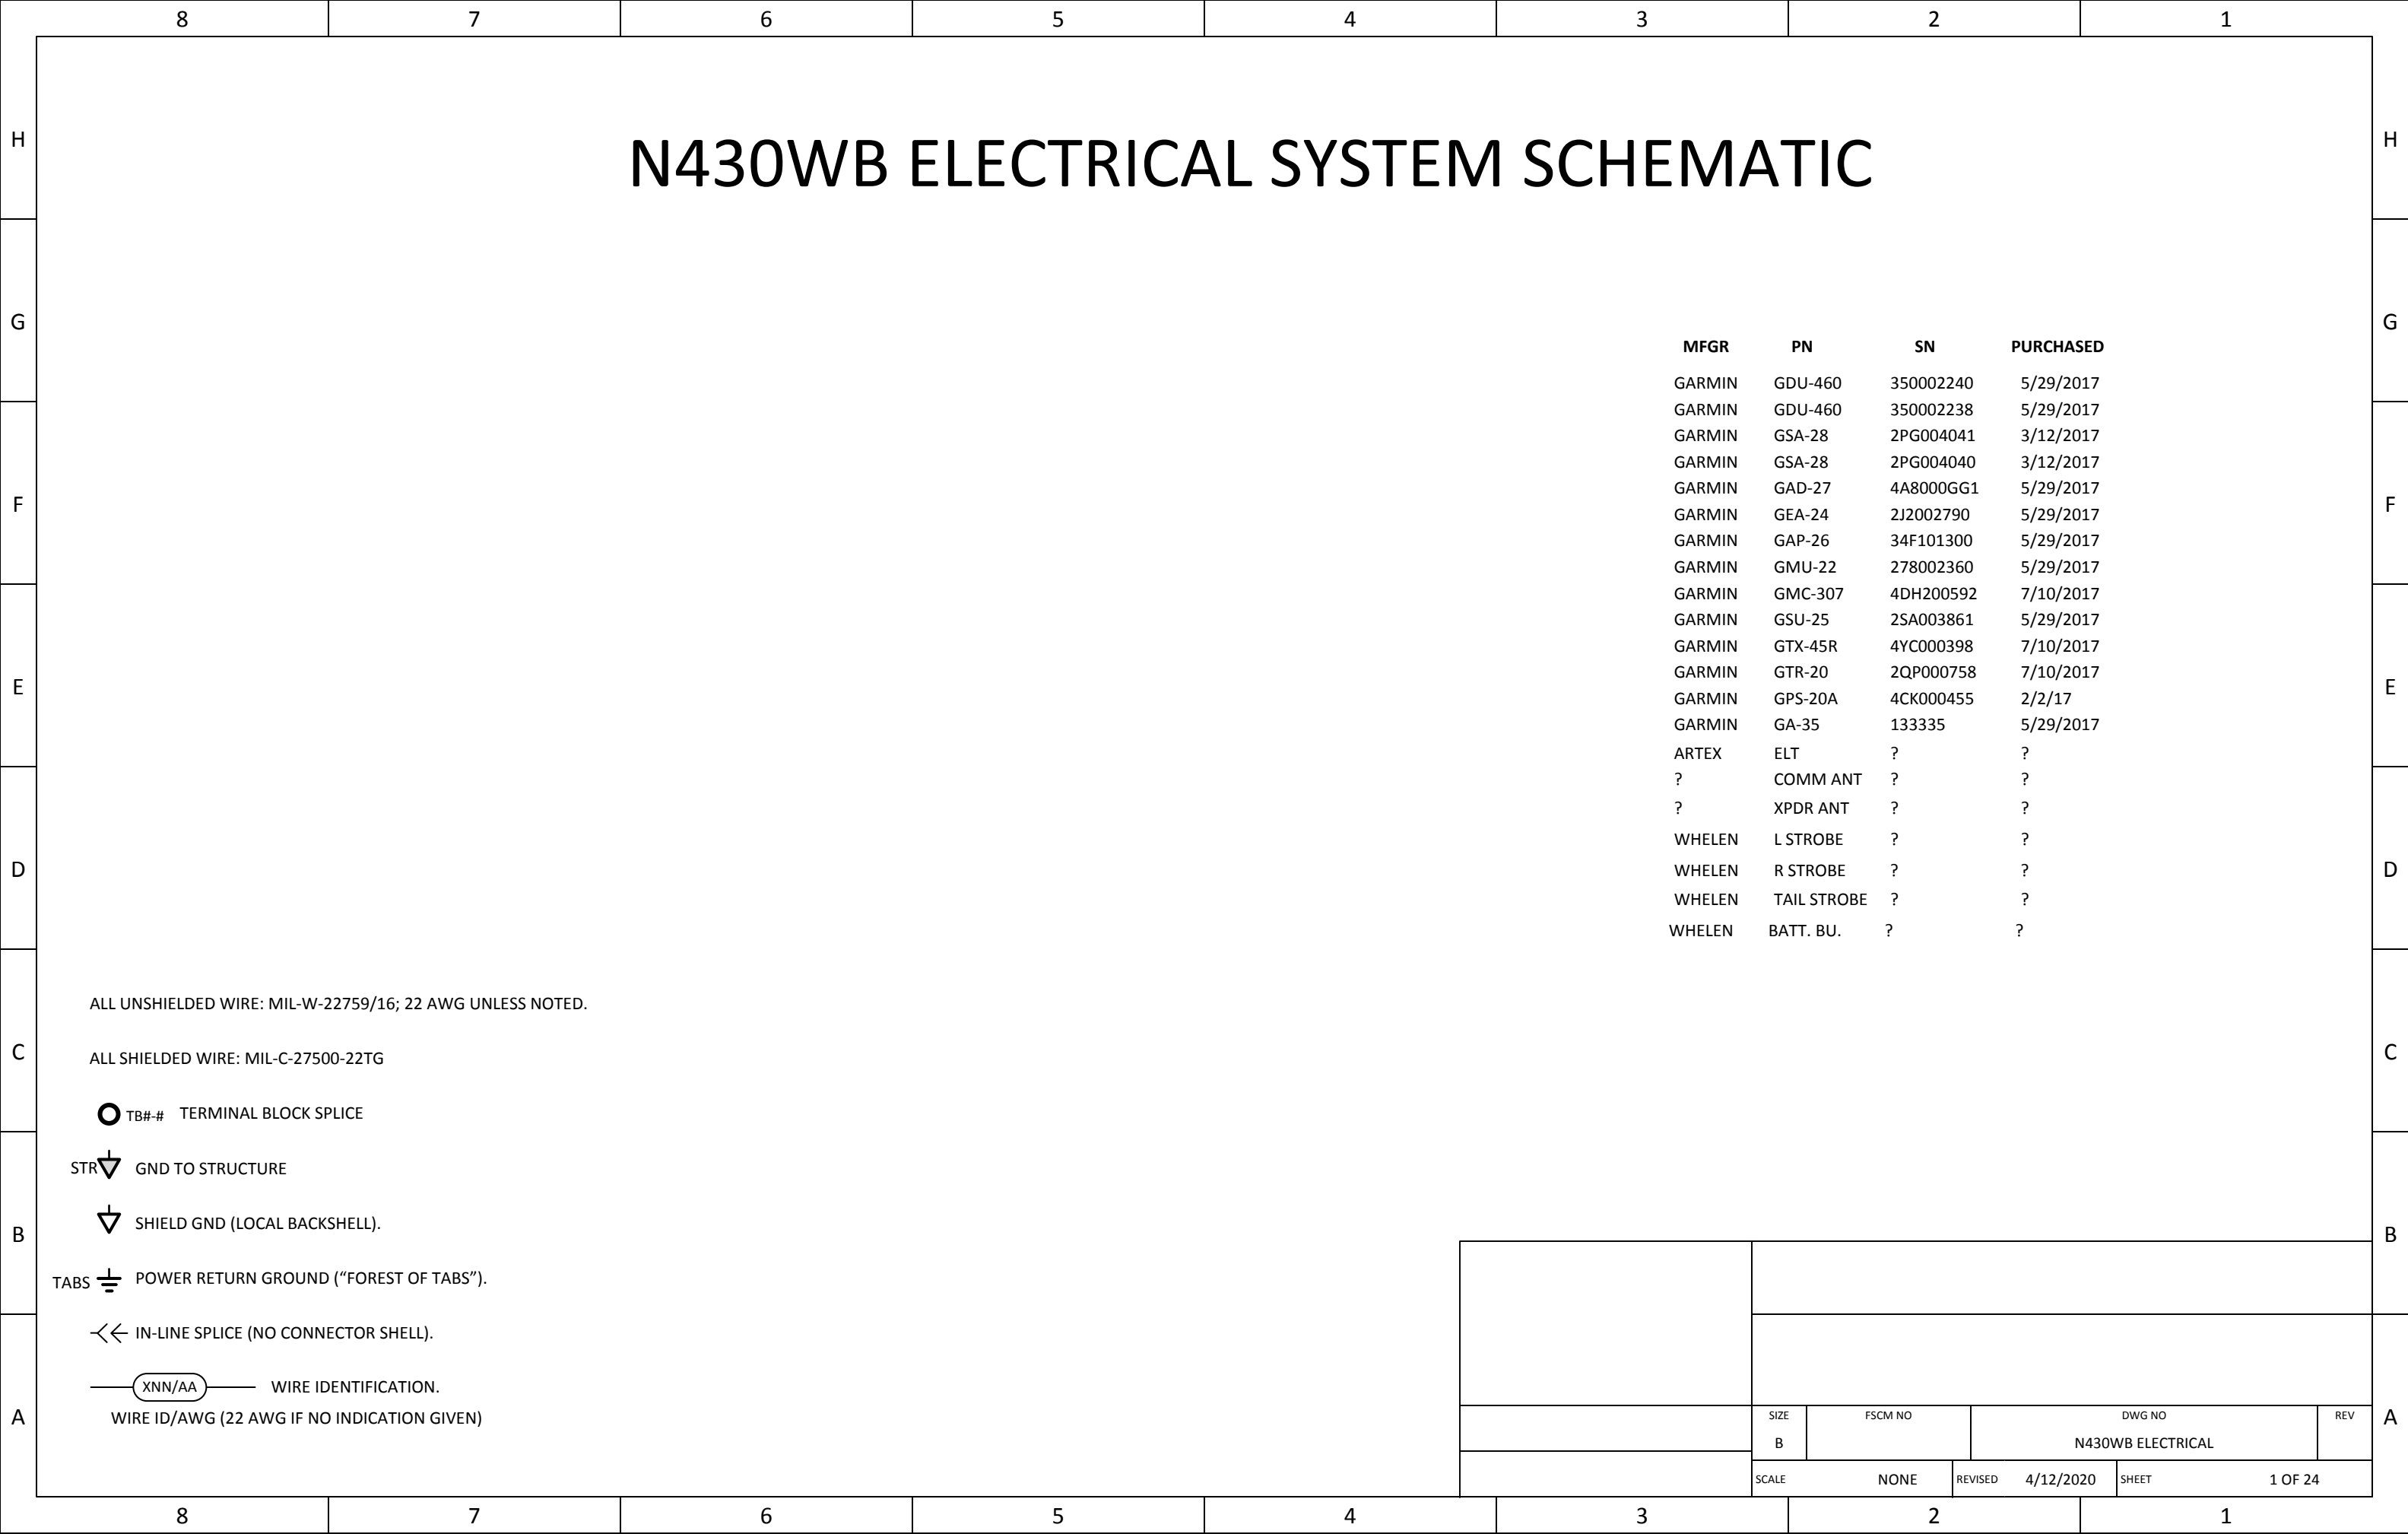 8 7 6 5 4 3 2 1
H H
N430WB ELECTRICAL SYSTEM SCHEMATIC
G G
MFGR PN SN PURCHASED
GARMIN GDU-460 350002240 5/29/2017
GARMIN GDU-460 350002238 5/29/2017
GARMIN GSA-28 2PG004041 3/12/2017
GARMIN GSA-28 2PG004040 3/12/2017
GARMIN GAD-27 4A8000GG1 5/29/2017
F F
GARMIN GEA-24 2J2002790 5/29/2017
GARMIN GAP-26 34F101300 5/29/2017
GARMIN GMU-22 278002360 5/29/2017
GARMIN GMC-307 4DH200592 7/10/2017
GARMIN GSU-25 2SA003861 5/29/2017
GARMIN GTX-45R 4YC000398 7/10/2017
GARMIN GTR-20 2QP000758 7/10/2017
E E
GARMIN GPS-20A 4CK000455 2/2/17
GARMIN GA-35 133335 5/29/2017
ARTEX ELT ? ?
? COMM ANT ? ?
? XPDR ANT ? ?
WHELEN L STROBE ? ?
D D
WHELEN R STROBE ? ?
WHELEN TAIL STROBE ? ?
WHELEN BATT. BU. ? ?
ALL UNSHIELDED WIRE: MIL-W-22759/16; 22 AWG UNLESS NOTED.
C C
ALL SHIELDED WIRE: MIL-C-27500-22TG
TB#-# TERMINAL BLOCK SPLICE
STR GND TO STRUCTURE
SHIELD GND (LOCAL BACKSHELL).
B B
TABS POWER RETURN GROUND (“FOREST OF TABS”).
IN-LINE SPLICE (NO CONNECTOR SHELL).
XNN/AA WIRE IDENTIFICATION.
A A
WIRE ID/AWG (22 AWG IF NO INDICATION GIVEN)
SIZE FSCM NO DWG NO REV
B N430WB ELECTRICAL
SCALE NONE REVISED 4/12/2020 SHEET 1 OF 24
8 7 6 5 4 3 2 1